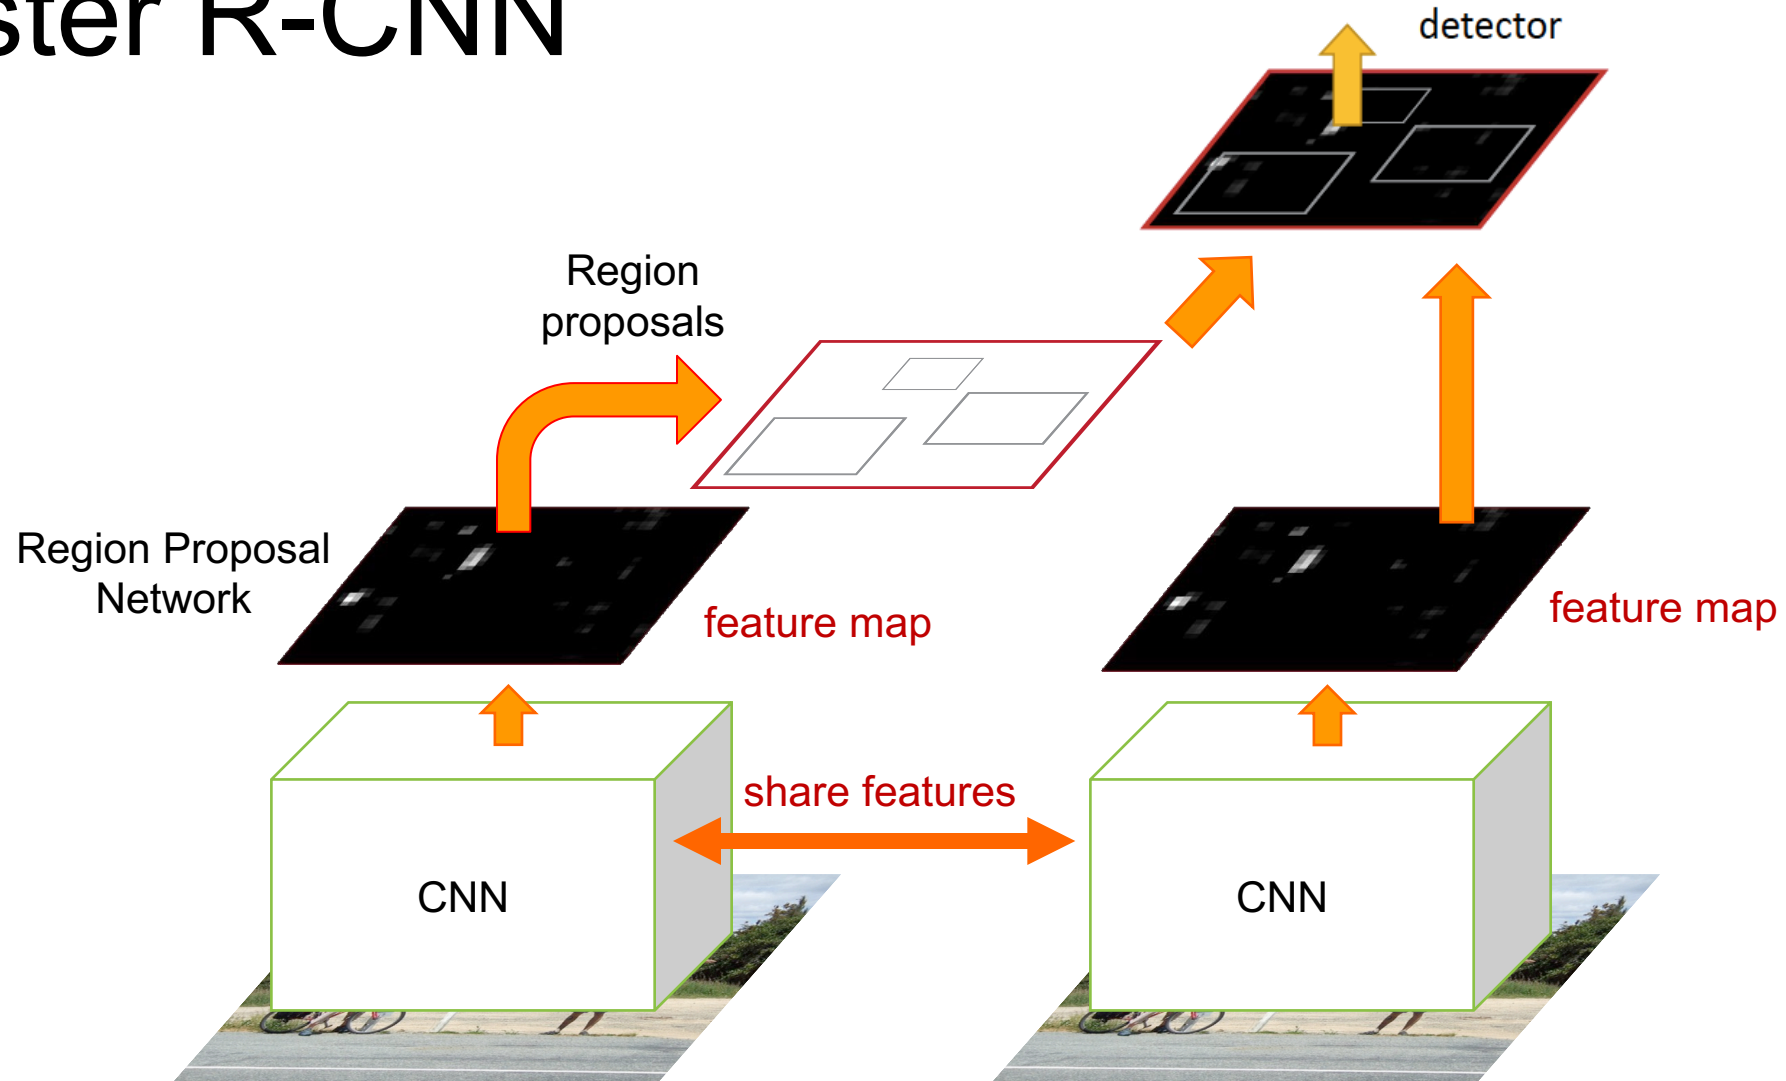 ster R-CNN
detector
Region
proposals
Region Proposal
Network
feature map
feature map
share features
CNN
CNN